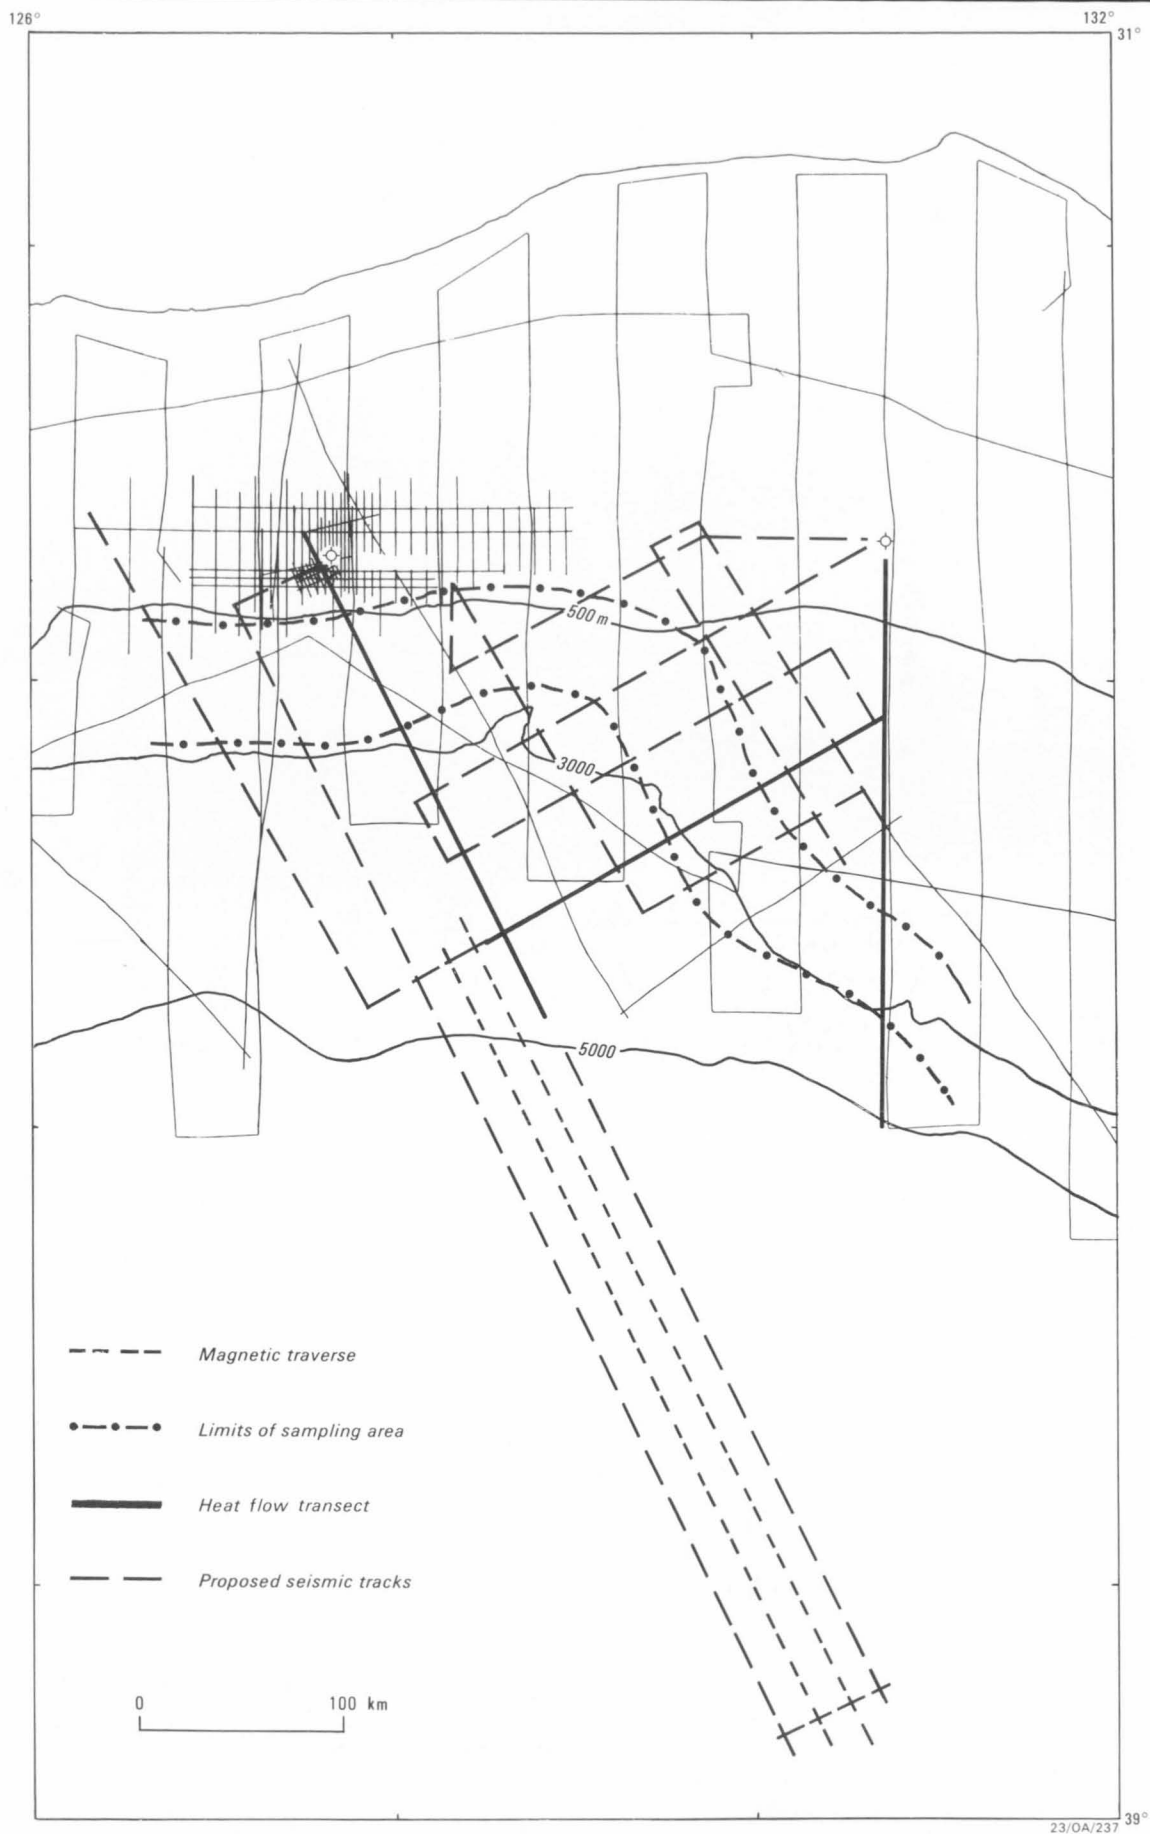 126°
132°
31°
500 m
3000
5000
Magnetic traverse
Limits of sampling area
Heat flow transect
Proposed seismic tracks
0 100 km
39°
23/OA/237